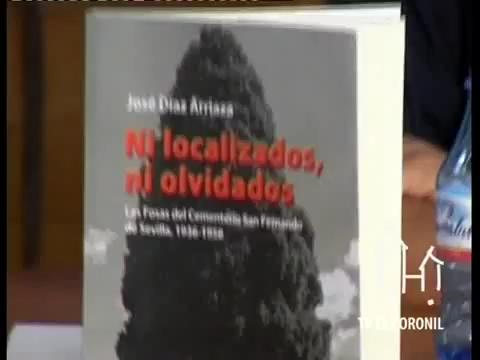 José Díaz Arriaza
Ni localizados,
ni olvidados
Las Fosas del Cementerio San Fernando
de Sevilla, 1936-1958
TV EL CORONIL